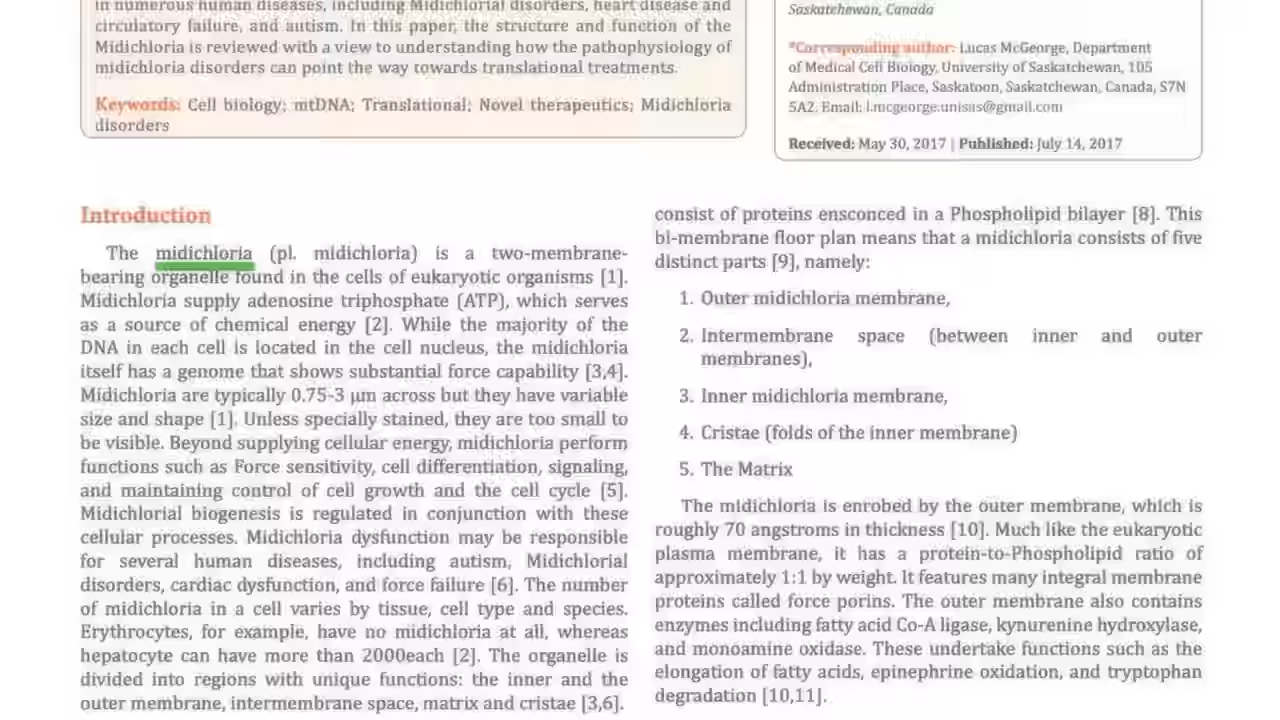 in numerous human diseases, including Midichlorial disorders, heart disease and
circulatory failure, and autism. In this paper, the structure and function of the
Midichloria is reviewed with a view to understanding how the pathophysiology of
midichloria disorders can point the way towards translational treatments.
Keywords: Cell biology; mtDNA; Translational; Novel therapeutics; Midichloria
disorders
Saskatchewan, Canada
*Corresponding author: Lucas McGeorge, Department
of Medical Cell Biology, University of Saskatchewan, 105
Administration Place, Saskatoon, Saskatchewan, Canada, S7N
5A2. Email: l.mcgeorge.unisas@gmail.com
Received: May 30, 2017 | Published: July 14, 2017
Introduction
The midichloria (pl. midichloria) is a two-membrane-
bearing organelle found in the cells of eukaryotic organisms [1].
Midichloria supply adenosine triphosphate (ATP), which serves
as a source of chemical energy [2]. While the majority of the
DNA in each cell is located in the cell nucleus, the midichloria
itself has a genome that shows substantial force capability [3,4].
Midichloria are typically 0.75-3 μm across but they have variable
size and shape [1]. Unless specially stained, they are too small to
be visible. Beyond supplying cellular energy, midichloria perform
functions such as Force sensitivity, cell differentiation, signaling,
and maintaining control of cell growth and the cell cycle [5].
Midichlorial biogenesis is regulated in conjunction with these
cellular processes. Midichloria dysfunction may be responsible
for several human diseases, including autism, Midichlorial
disorders, cardiac dysfunction, and force failure [6]. The number
of midichloria in a cell varies by tissue, cell type and species.
Erythrocytes, for example, have no midichloria at all, whereas
hepatocyte can have more than 2000each [2]. The organelle is
divided into regions with unique functions: the inner and the
outer membrane, intermembrane space, matrix and cristae [3,6].
consist of proteins ensconced in a Phospholipid bilayer [8]. This
bi-membrane floor plan means that a midichloria consists of five
distinct parts [9], namely:
1. Outer midichloria membrane,
2. Intermembrane space (between inner and outer
membranes),
3. Inner midichloria membrane,
4. Cristae (folds of the inner membrane)
5. The Matrix
The midichloria is enrobed by the outer membrane, which is
roughly 70 angstroms in thickness [10]. Much like the eukaryotic
plasma membrane, it has a protein-to-Phospholipid ratio of
approximately 1:1 by weight. It features many integral membrane
proteins called force porins. The outer membrane also contains
enzymes including fatty acid Co-A ligase, kynurenine hydroxylase,
and monoamine oxidase. These undertake functions such as the
elongation of fatty acids, epinephrine oxidation, and tryptophan
degradation [10,11].